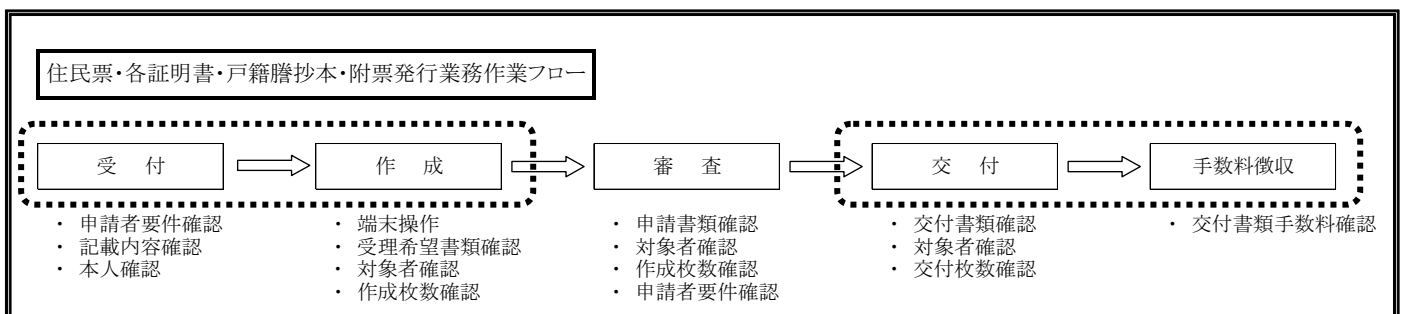 住民票・各証明書・戸籍謄抄本・附票発行業務作業フロー
受 付
作 成
審 査
交 付
手数料徴収
・ 申請者要件確認
・ 記載内容確認
・ 本人確認
・ 端末操作
・ 受理希望書類確認
・ 対象者確認
・ 作成枚数確認
・ 申請書類確認
・ 対象者確認
・ 作成枚数確認
・ 申請者要件確認
・ 交付書類確認
・ 対象者確認
・ 交付枚数確認
・ 交付書類手数料確認